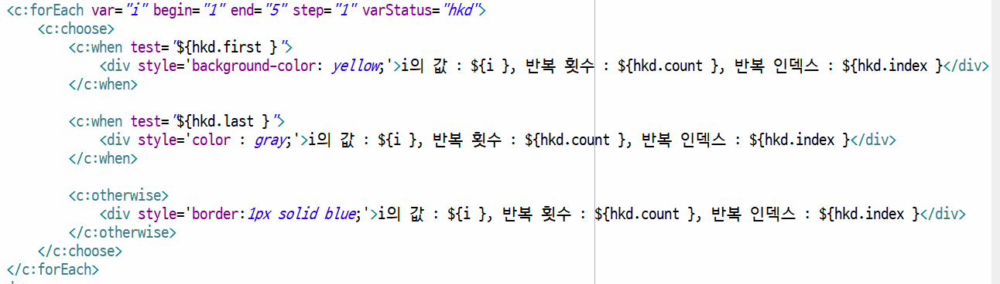 <c:forEach var="i" begin="1" end="5" step="1" varStatus="hkd">
<c:choose>
<c:when test="${hkd.first }">
<div style='background-color: yellow;'>i의 값 : ${i }, 반복 횟수 : ${hkd.count }, 반복 인덱스 : ${hkd.index }</div>
</c:when>
<c:when test="${hkd.last }">
<div style='color : gray;'>i의 값 : ${i }, 반복 횟수 : ${hkd.count }, 반복 인덱스 : ${hkd.index }</div>
</c:when>
<c:otherwise>
<div style='border:1px solid blue;'>i의 값 : ${i }, 반복 횟수 : ${hkd.count }, 반복 인덱스 : ${hkd.index }</div>
</c:otherwise>
</c:choose>
</c:forEach>